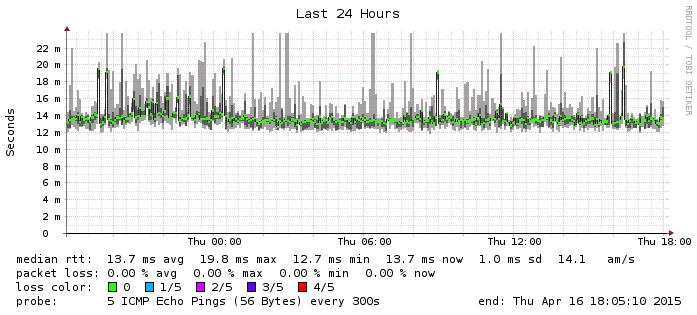 Last 24 Hours
RRDTOOL / TOBI OETIKER
Seconds
22 m
20 m
18 m
16 m
14 m
12 m
10 m
8 m
6 m
4 m
2 m
0
Thu 00:00 Thu 06:00 Thu 12:00 Thu 18:00
median rtt: 13.7 ms avg 19.8 ms max 12.7 ms min 13.7 ms now 1.0 ms sd 14.1 am/s
packet loss: 0.00 % avg 0.00 % max 0.00 % min 0.00 % now
loss color: 0 1/5 2/5 3/5 4/5
probe: 5 ICMP Echo Pings (56 Bytes) every 300s end: Thu Apr 16 18:05:10 2015